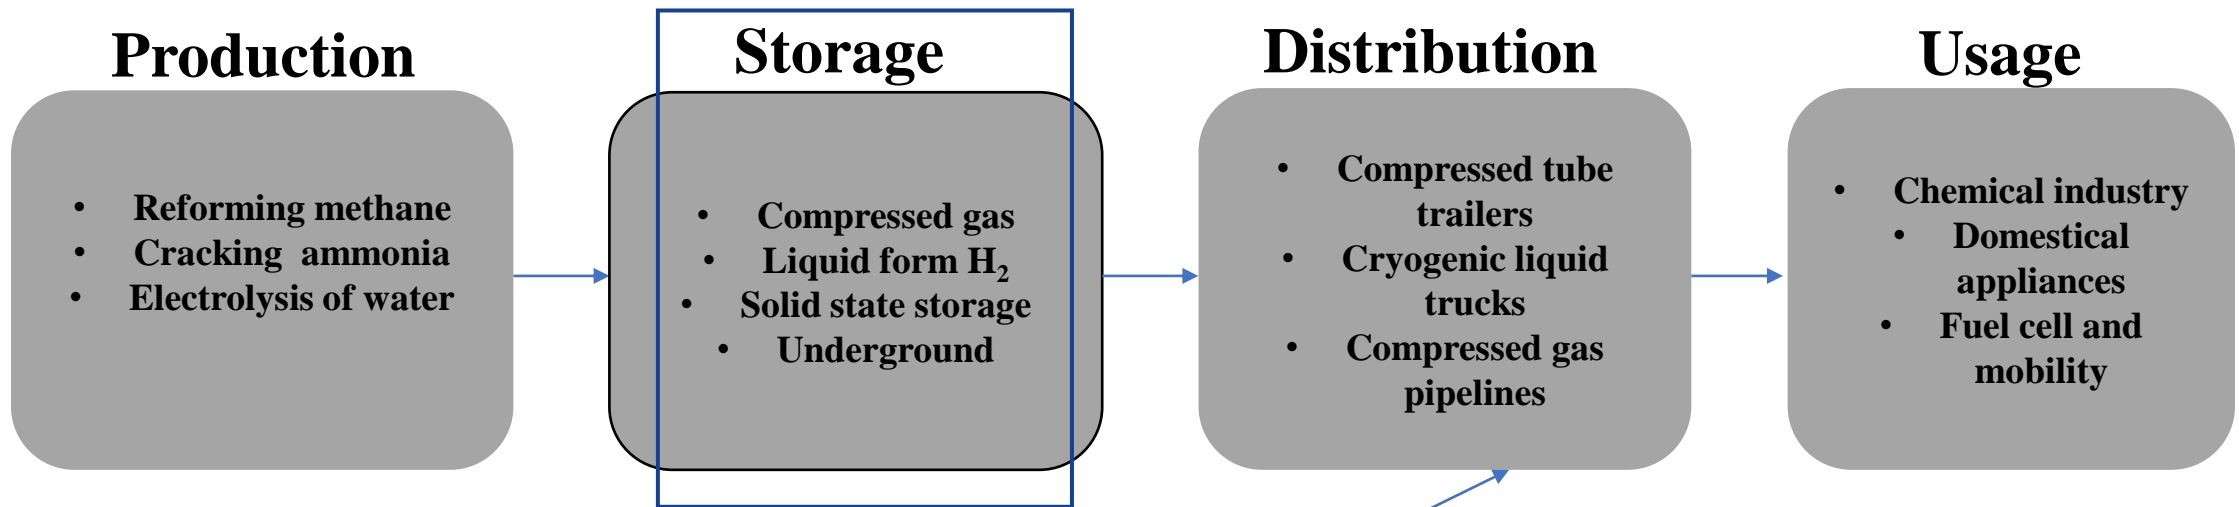 Production
• Reforming methane
• Cracking  ammonia
• Electrolysis of water
Storage
• Compressed gas
• Liquid form H₂
• Solid state storage
• Underground
Distribution
• Compressed tube
trailers
• Cryogenic liquid
trucks
• Compressed gas
pipelines
Usage
• Chemical industry
• Domestical
appliances
• Fuel cell and
mobility